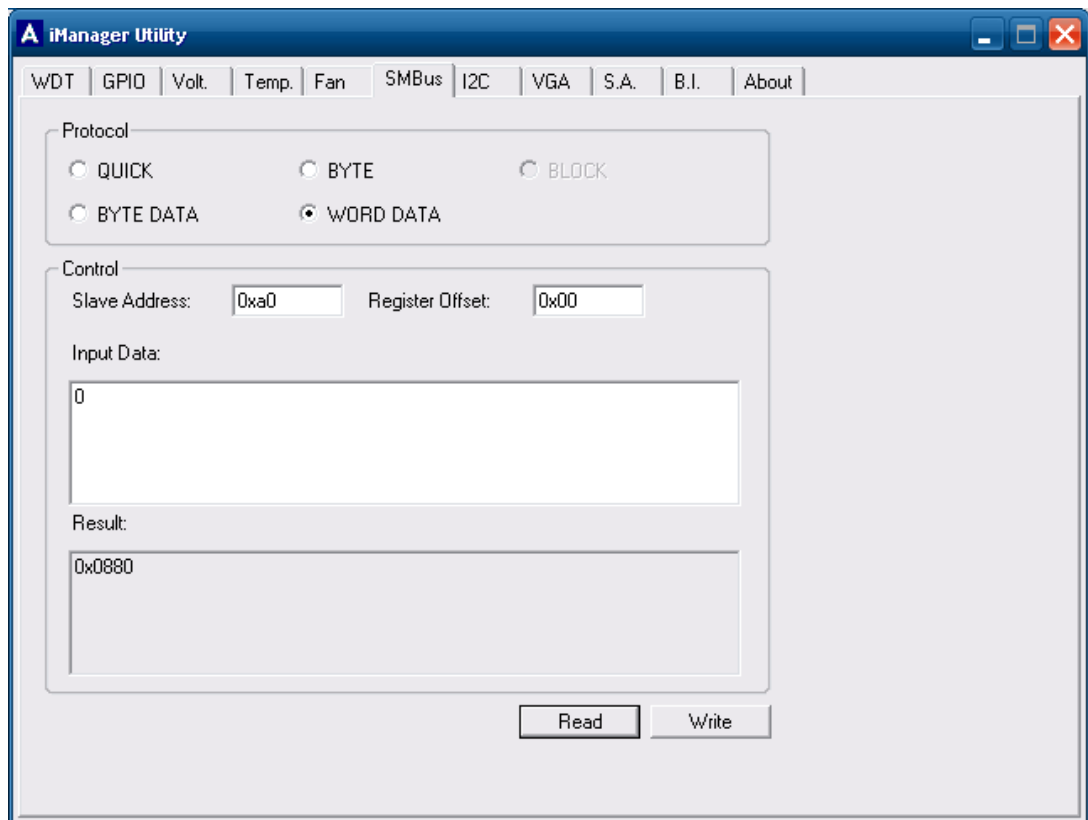 A iManager Utility
WDT GPIO Volt. Temp. Fan SMBus I2C VGA S.A. B.I. About
Protocol
QUICK BYTE BLOCK
BYTE DATA WORD DATA
Control
Slave Address: 0xa0 Register Offset: 0x00
Input Data:
0
Result:
0x0880
Read Write